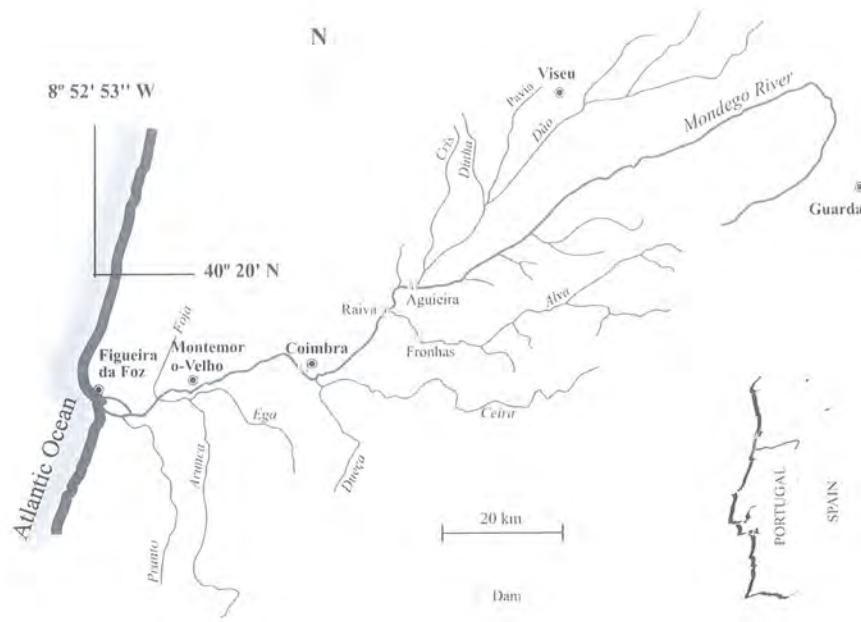 N
8º 52' 53'' W
Viseu
Pavia
Mondego River
Dão
Cris
Dinha
Guarda
40º 20' N
Aguieira
Raiva
Alva
Foja
Fronhas
Montemor
o-Velho
Coimbra
Figueira
da Foz
Ega
Ceira
Arunca
Dueça
Atlantic Ocean
Pranto
20 km
PORTUGAL
SPAIN
Dam